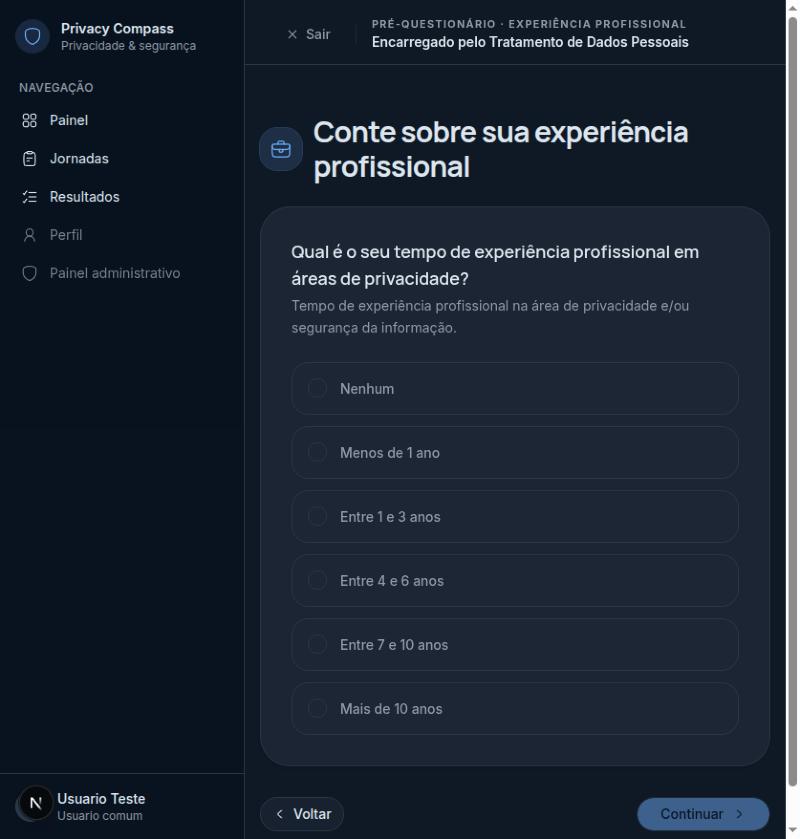 Privacy Compass
Privacidade & segurança
NAVEGAÇÃO
Painel
Jornadas
Resultados
Perfil
Painel administrativo
N
Usuario Teste
Usuario comum
Sair
PRÉ-QUESTIONÁRIO · EXPERIÊNCIA PROFISSIONAL
Encarregado pelo Tratamento de Dados Pessoais
Conte sobre sua experiência
profissional
Qual é o seu tempo de experiência profissional em
áreas de privacidade?
Tempo de experiência profissional na área de privacidade e/ou
segurança da informação.
Nenhum
Menos de 1 ano
Entre 1 e 3 anos
Entre 4 e 6 anos
Entre 7 e 10 anos
Mais de 10 anos
Voltar
Continuar